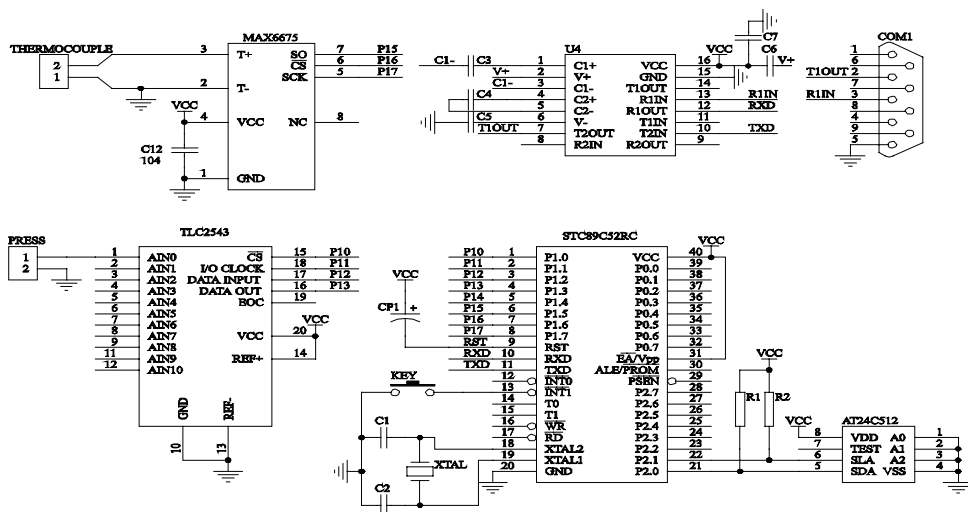 MAX6675
THERMOCOUPLE
2
1
3 T+ SO 7 P15
CS 6 P16
SCK 5 P17
2 T-
VCC
4 VCC NC 8
C12
104
1 GND
U4
C1- C3 1 C1+ VCC 16 VCC C7 C6 V+
V+ 2 V+ GND 15
C1- 3 C1- T1OUT 14
C4 4 C2+ R1IN 13 R1IN
5 C2- R1OUT 12 RXD
C5 6 V- T1IN 11
T1OUT 7 T2OUT T2IN 10 TXD
8 R2IN R2OUT 9
COM1
1
6
T1OUT 2
7
R1IN 3
8
4
9
5
TLC2543
PRESS
1
2
1 AIN0 CS 15 P10
2 AIN1 I/O CLOCK 18 P11
3 AIN2 DATA INPUT 17 P12
4 AIN3 DATA OUT 16 P13
5 AIN4 EOC 19
6 AIN5
7 AIN6
8 AIN7 VCC 20 VCC
9 AIN8
11 AIN9 REF+ 14
12 AIN10
GND REF-
10 13
STC89C52RC
P10 1 P1.0 VCC 40 VCC
P11 2 P1.1 P0.0 39
P12 3 P1.2 P0.1 38
P13 4 P1.3 P0.2 37
P14 5 P1.4 P0.3 36
P15 6 P1.5 P0.4 35
P16 7 P1.6 P0.5 34
P17 8 P1.7 P0.6 33
RST 9 RST P0.7 32
RXD 10 RXD EA/Vpp 31
TXD 11 TXD ALE/PROM 30
12 INT0 PSEN 29
13 INT1 P2.7 28
14 T0 P2.6 27
15 T1 P2.5 26
16 WR P2.4 25
17 RD P2.3 24
18 XTAL2 P2.2 23
19 XTAL1 P2.1 22
20 GND P2.0 21
VCC
CP1 +
KEY
C1
XTAL
C2
VCC
R1 R2
AT24C512
VCC
8 VDD A0 1
7 TEST A1 2
6 SLA A2 3
5 SDA VSS 4